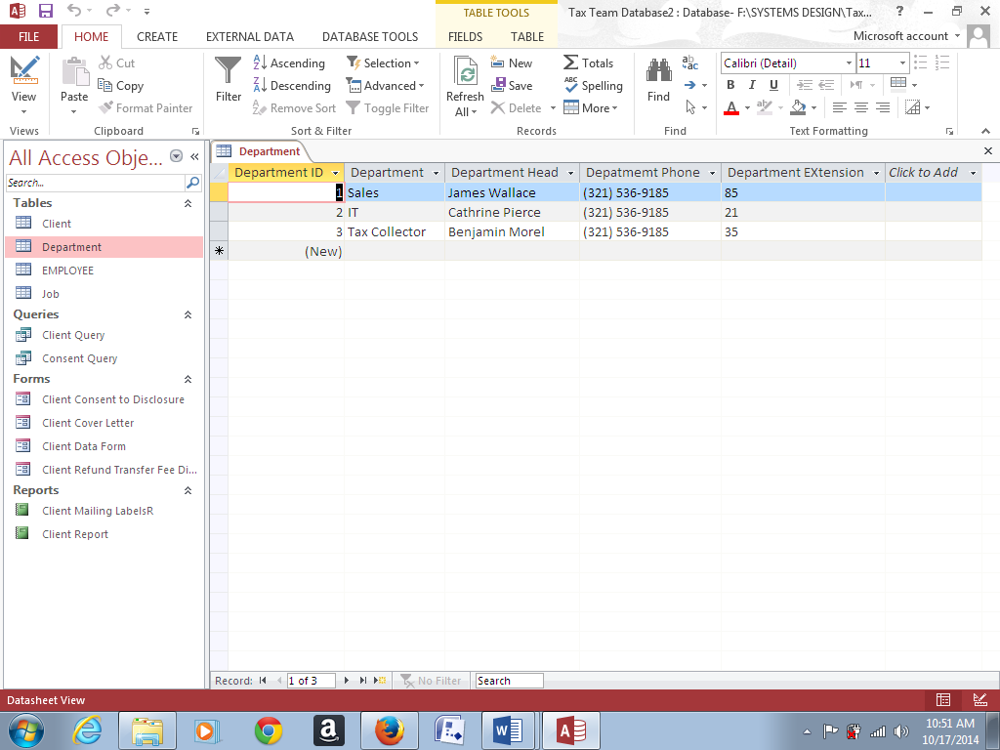 TABLE TOOLS
Tax Team Database2 : Database- F:\SYSTEMS DESIGN\Tax...
?
FILE HOME CREATE EXTERNAL DATA DATABASE TOOLS FIELDS TABLE
Microsoft account
View
Views
Paste
Cut
Copy
Format Painter
Clipboard
Filter
Ascending
Descending
Remove Sort
Selection
Advanced
Toggle Filter
Sort & Filter
Refresh
All
New
Save
Delete
Totals
Spelling
More
Records
Find
Find
Calibri (Detail) 11
B I U
A ab
Text Formatting
All Access Obje...
Search...
Tables
Client
Department
EMPLOYEE
Job
Queries
Client Query
Consent Query
Forms
Client Consent to Disclosure
Client Cover Letter
Client Data Form
Client Refund Transfer Fee Di...
Reports
Client Mailing LabelsR
Client Report
Department
Department ID Department Department Head Depatmemt Phone Department EXtension Click to Add
1 Sales James Wallace (321) 536-9185 85
2 IT Cathrine Pierce (321) 536-9185 21
3 Tax Collector Benjamin Morel (321) 536-9185 35
(New)
Record: 1 of 3 No Filter Search
Datasheet View
10:51 AM
10/17/2014